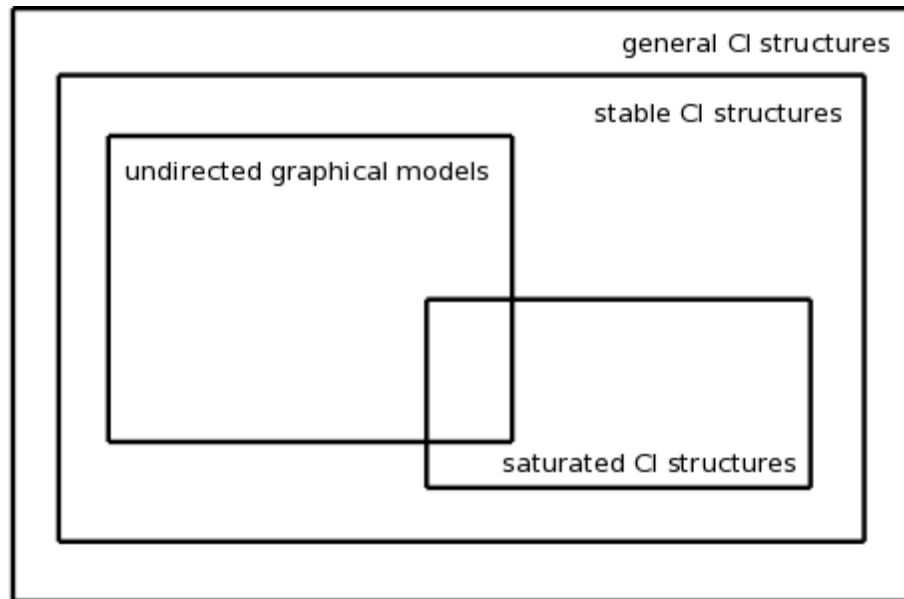 general CI structures
stable CI structures
undirected graphical models
saturated CI structures